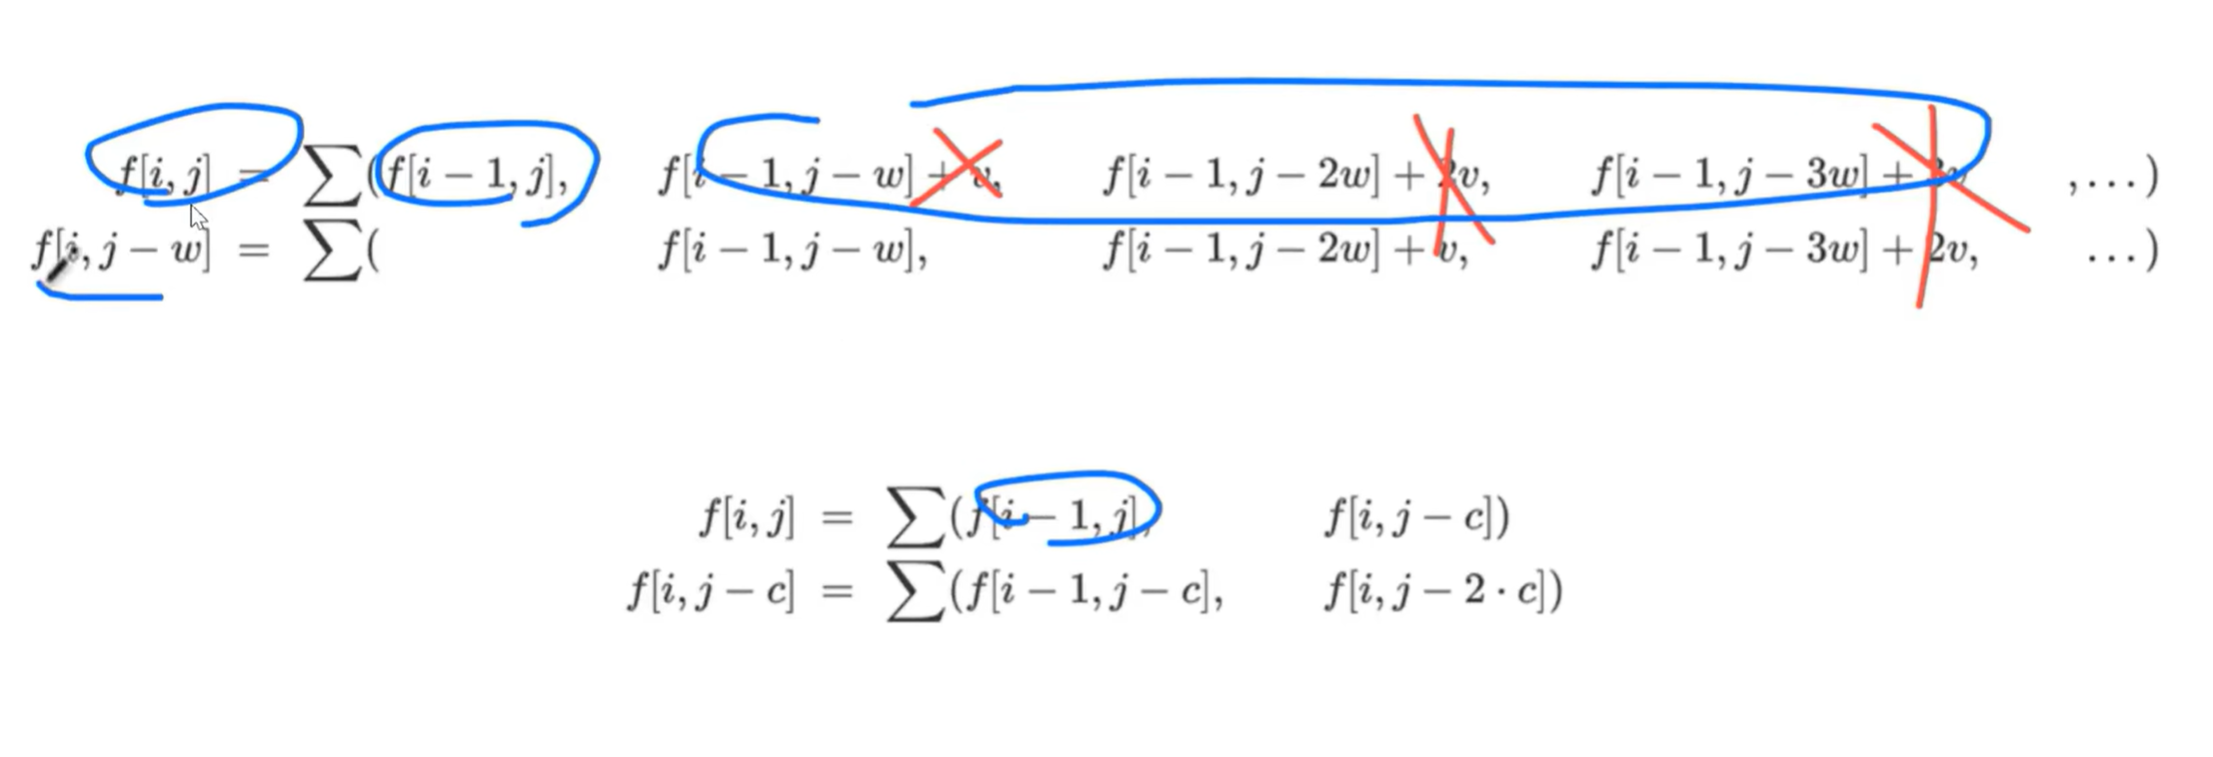 f[i, j] = ∑(f[i − 1, j], f[i − 1, j − w] + v, f[i − 1, j − 2w] + 2v, f[i − 1, j − 3w] + 3v , …)
f[i, j − w] = ∑( f[i − 1, j − w], f[i − 1, j − 2w] + v, f[i − 1, j − 3w] + 2v, …)
f[i, j] = ∑(f[i − 1, j], f[i, j − c])
f[i, j − c] = ∑(f[i − 1, j − c], f[i, j − 2 · c])